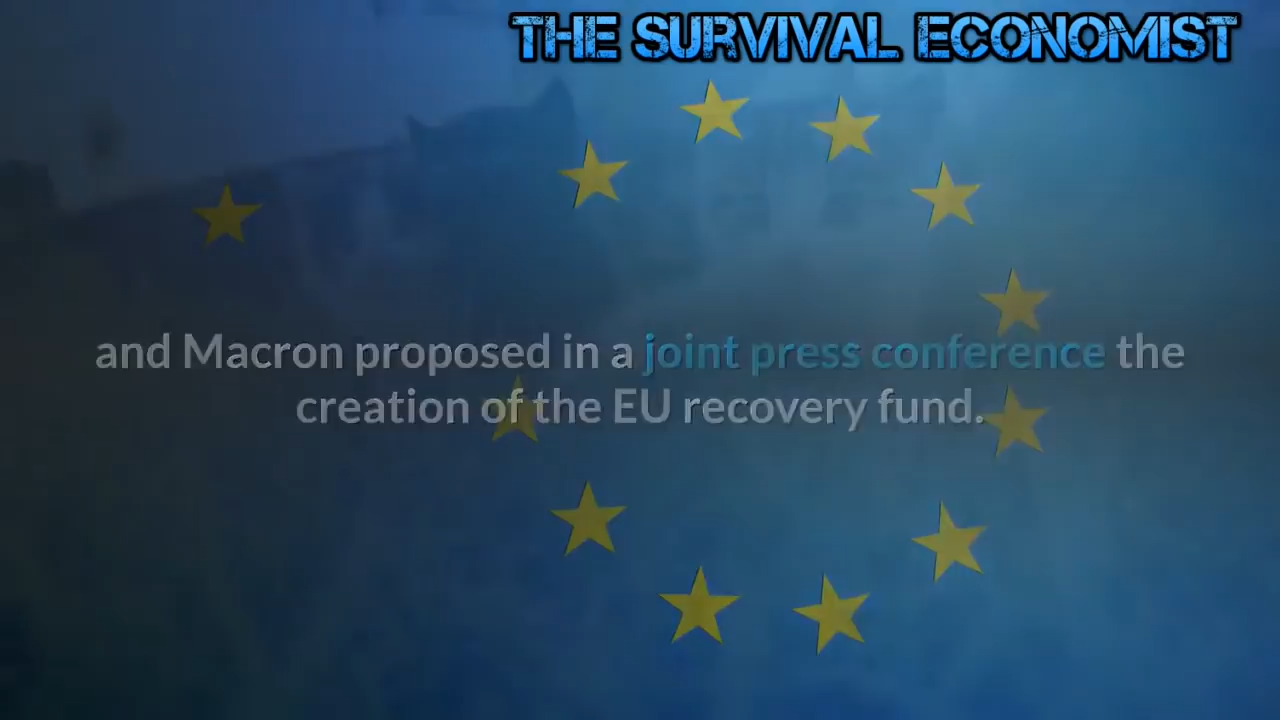 THE SURVIVAL ECONOMIST
and Macron proposed in a joint press conference the
creation of the EU recovery fund.